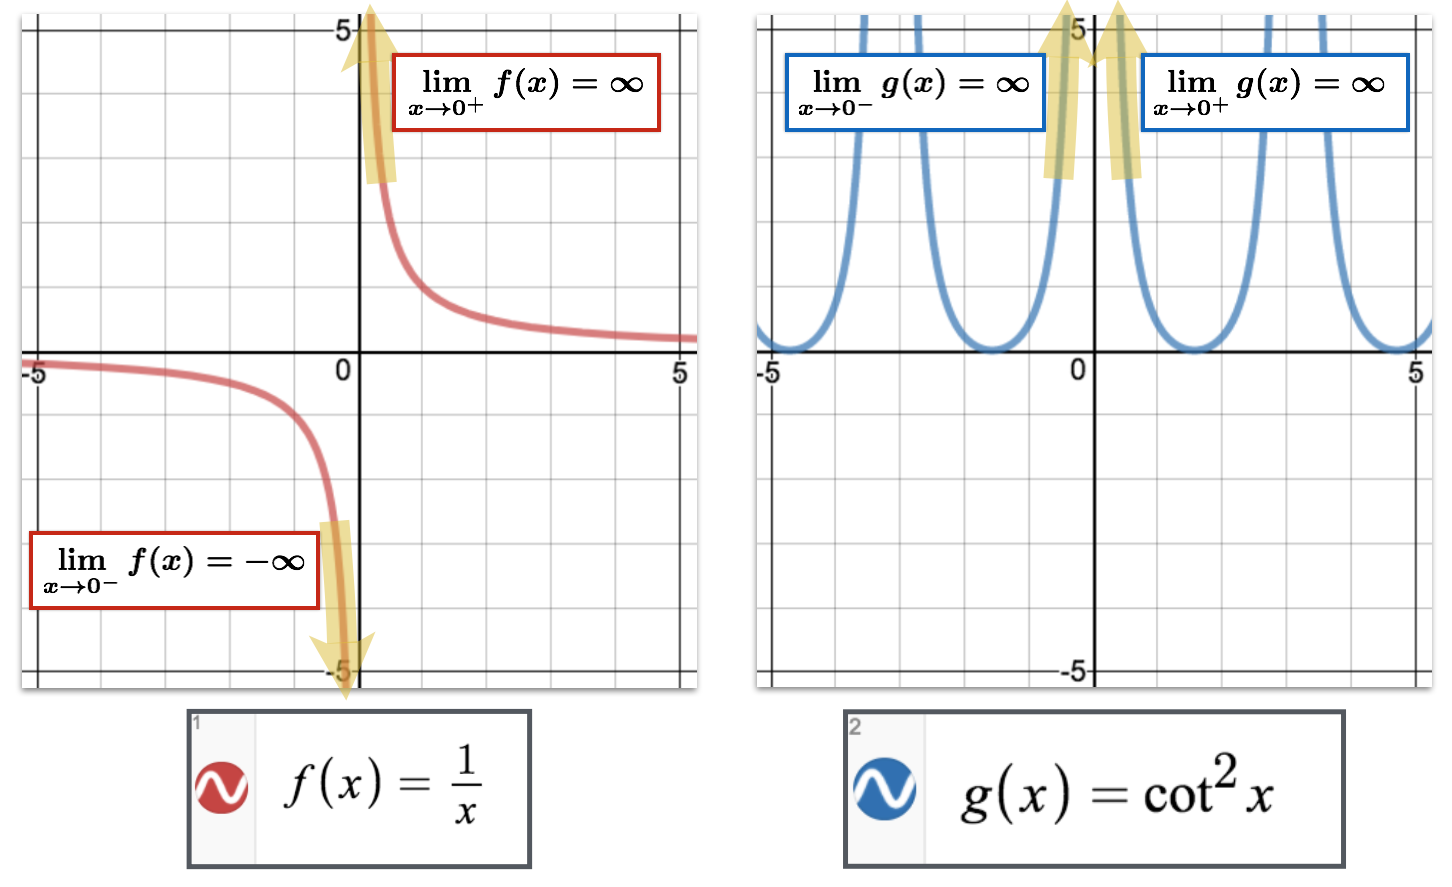 5
lim f(x) = ∞
x→0⁺
-5
0
5
lim f(x) = −∞
x→0⁻
-5
1
f(x) = 1/x
5
lim g(x) = ∞
x→0⁻
lim g(x) = ∞
x→0⁺
-5
0
5
-5
2
g(x) = cot² x